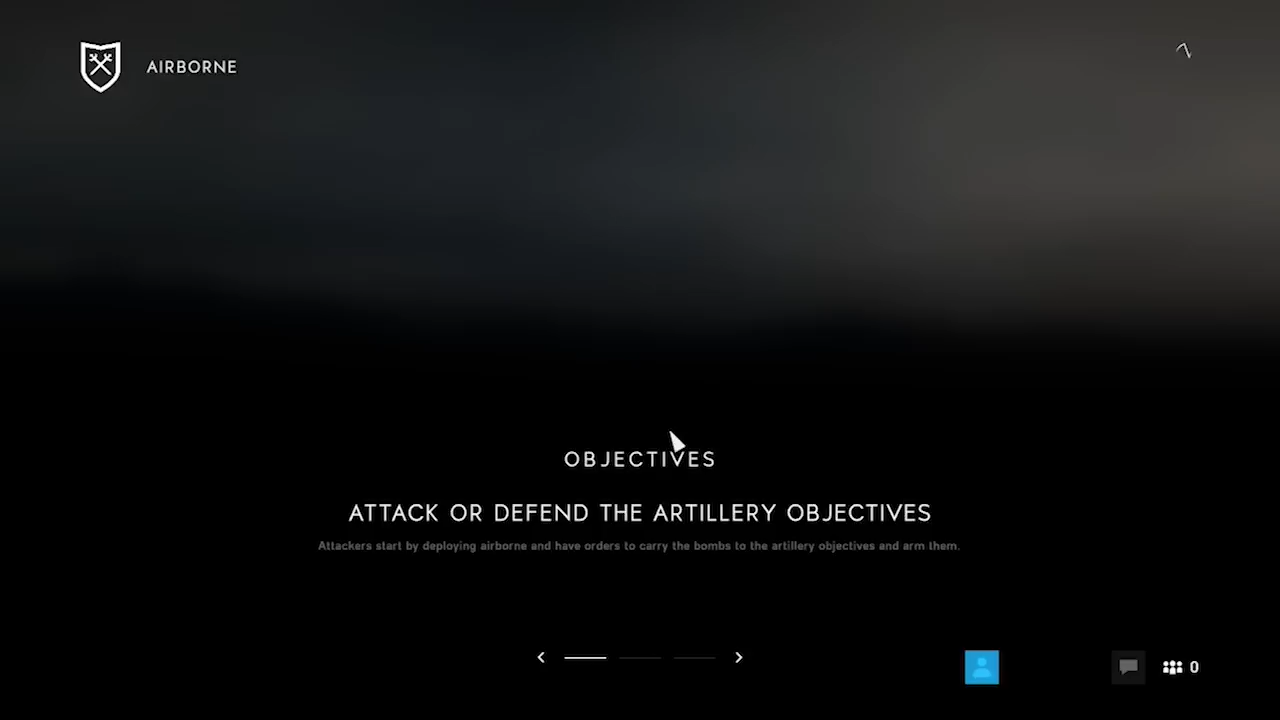 AIRBORNE
OBJECTIVES
ATTACK OR DEFEND THE ARTILLERY OBJECTIVES
Attackers start by deploying airborne and have orders to carry the bombs to the artillery objectives and arm them.
0